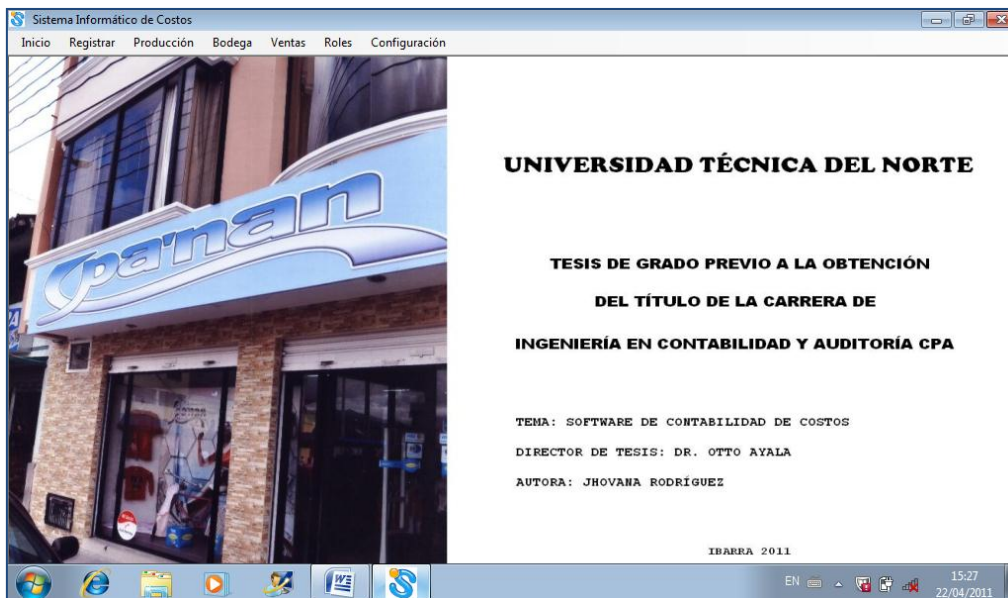 Sistema Informático de Costos
Inicio Registrar Producción Bodega Ventas Roles Configuración
pa'nan
UNIVERSIDAD TÉCNICA DEL NORTE
TESIS DE GRADO PREVIO A LA OBTENCIÓN
DEL TÍTULO DE LA CARRERA DE
INGENIERÍA EN CONTABILIDAD Y AUDITORÍA CPA
TEMA: SOFTWARE DE CONTABILIDAD DE COSTOS
DIRECTOR DE TESIS: DR. OTTO AYALA
AUTORA: JHOVANA RODRÍGUEZ
IBARRA 2011
EN
15:27
22/04/2011